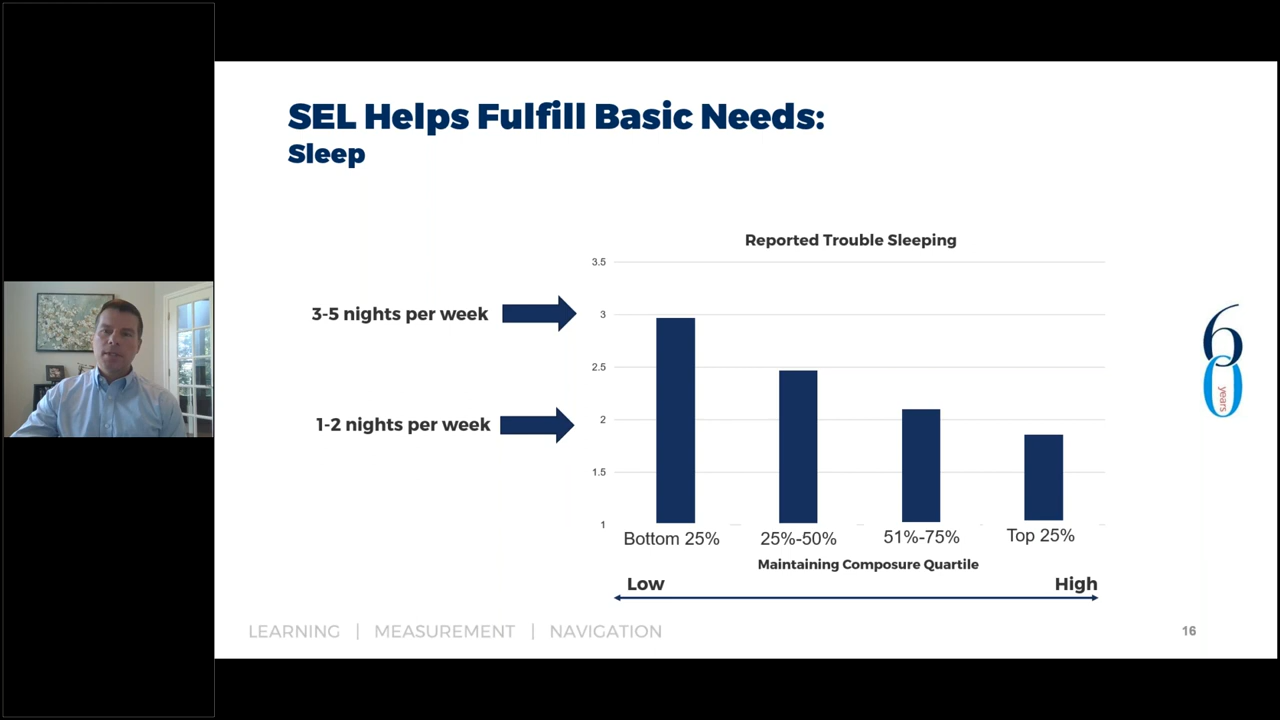 SEL Helps Fulfill Basic Needs:
Sleep
Reported Trouble Sleeping
3.5
3-5 nights per week
3
2.5
1-2 nights per week
2
1.5
1
Bottom 25%
25%-50%
51%-75%
Top 25%
Maintaining Composure Quartile
Low
High
60
years
LEARNING | MEASUREMENT | NAVIGATION
16